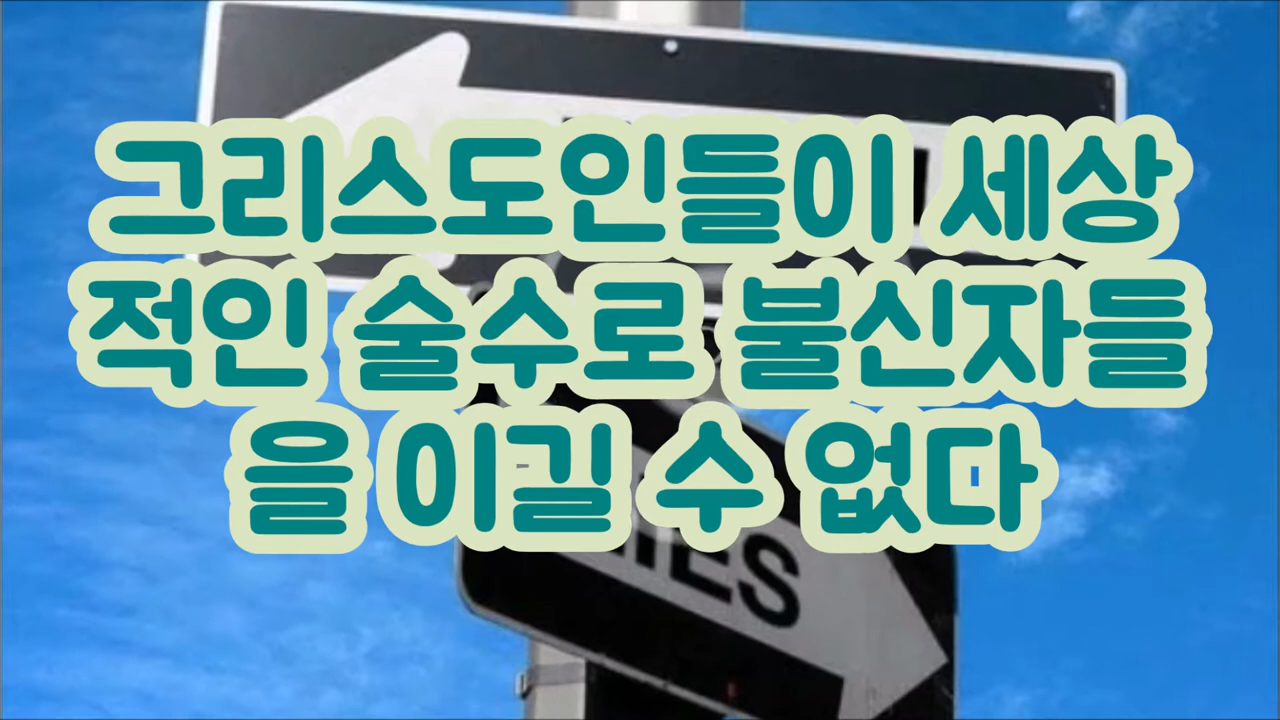 그리스도인들이 세상
적인 술수로 불신자들
을 이길 수 없다